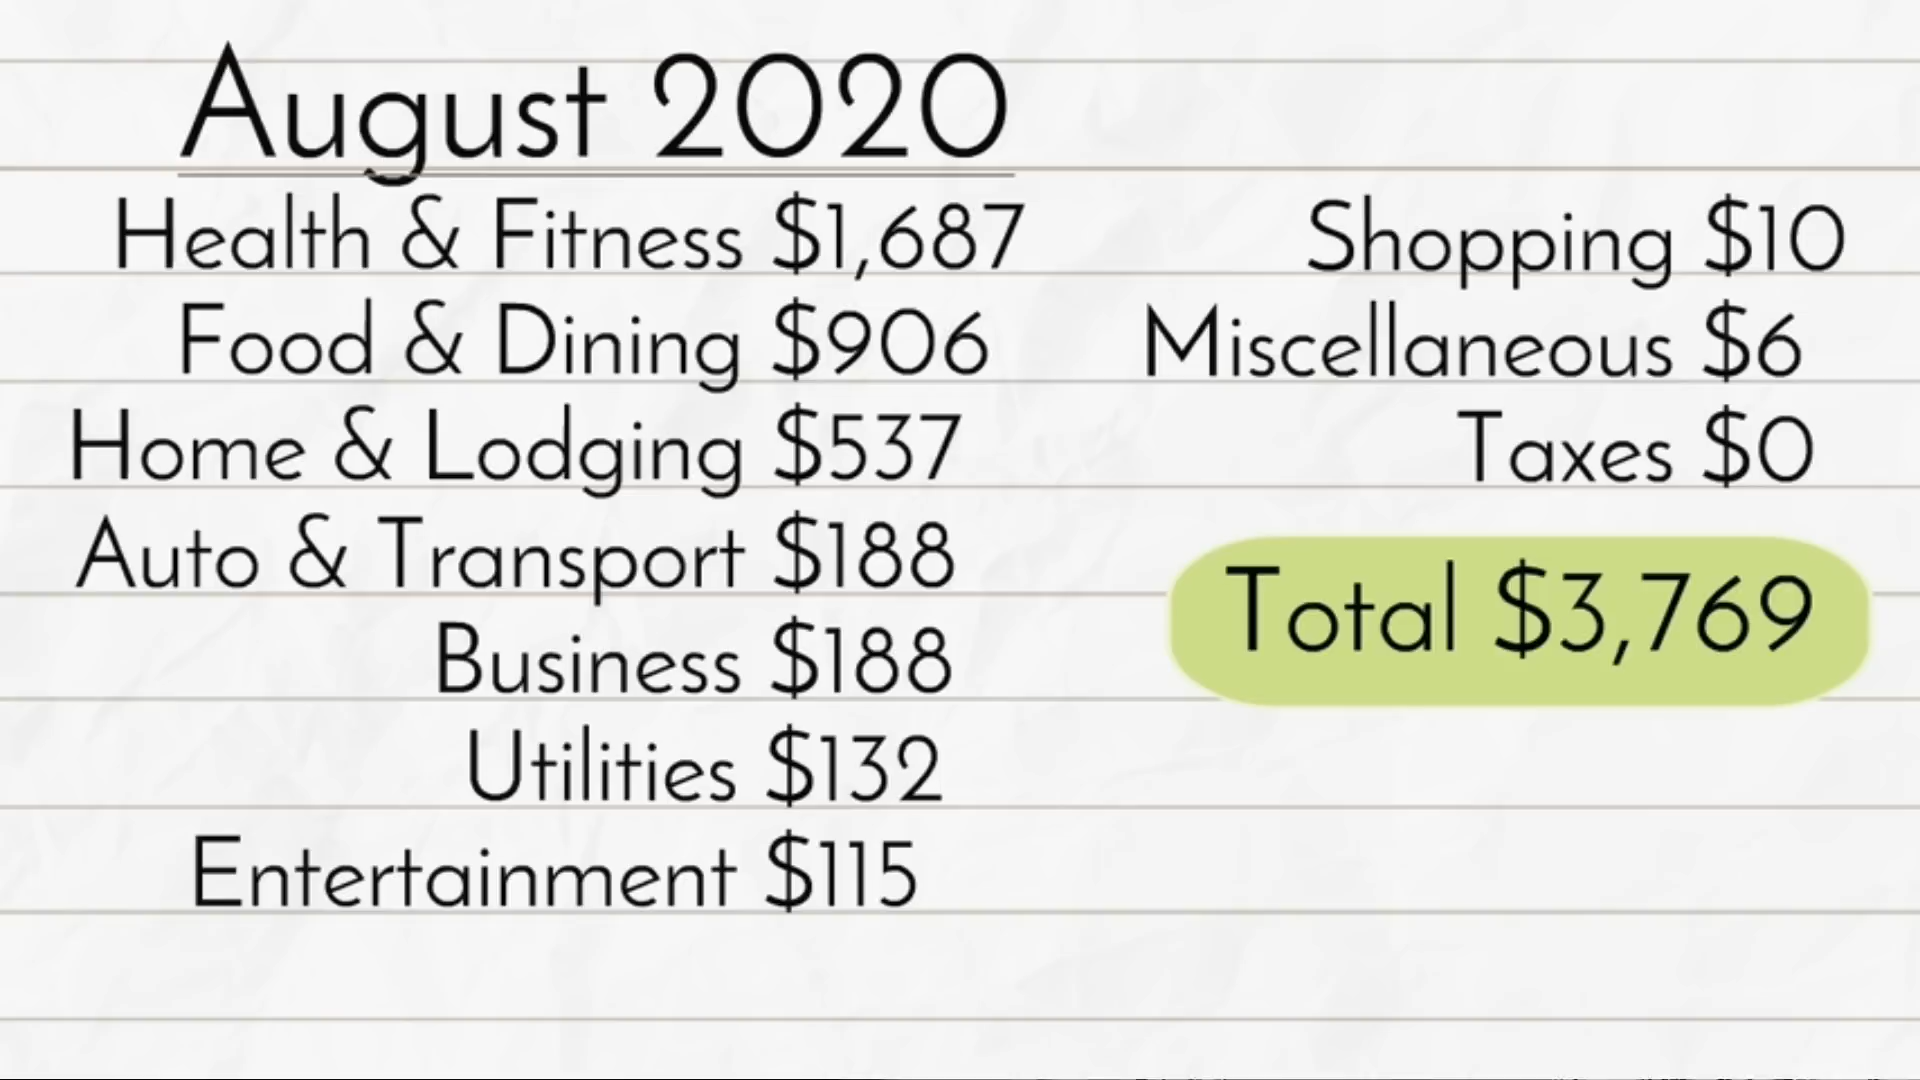 August 2020
Health & Fitness $1,687
Food & Dining $906
Home & Lodging $537
Auto & Transport $188
Business $188
Utilities $132
Entertainment $115
Shopping $10
Miscellaneous $6
Taxes $0
Total $3,769